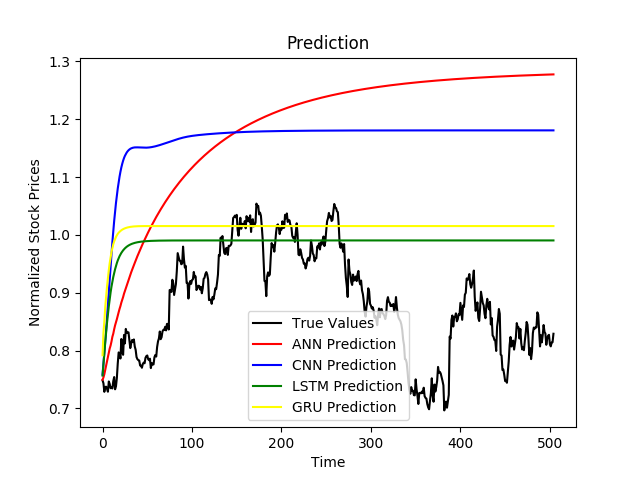 Prediction
1.3
1.2
1.1
1.0
0.9
0.8
0.7
Normalized Stock Prices
True Values
ANN Prediction
CNN Prediction
LSTM Prediction
GRU Prediction
0 100 200 300 400 500
Time